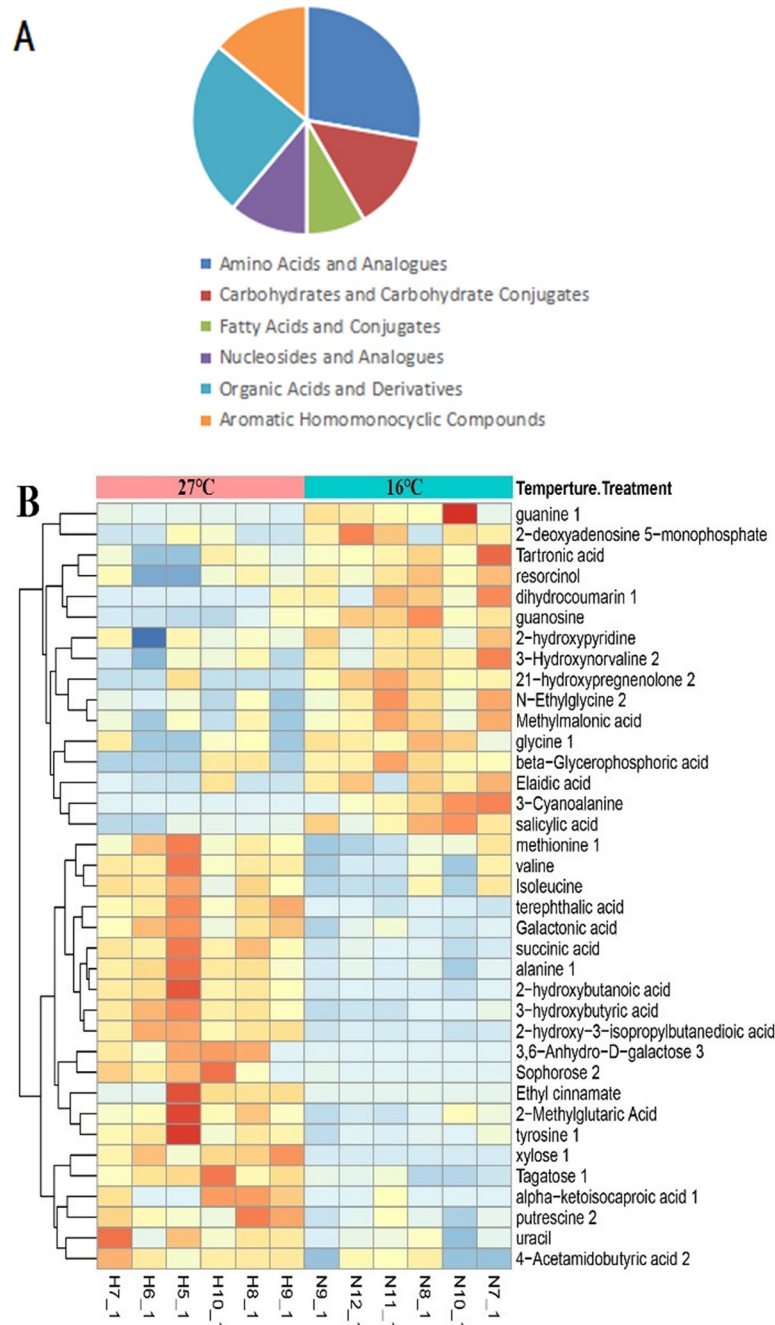 A
Amino Acids and Analogues
Carbohydrates and Carbohydrate Conjugates
Fatty Acids and Conjugates
Nucleosides and Analogues
Organic Acids and Derivatives
Aromatic Homomonocyclic Compounds
B
27℃ 16℃ Temperture.Treatment
guanine 1
2-deoxyadenosine 5-monophosphate
Tartronic acid
resorcinol
dihydrocoumarin 1
guanosine
2-hydroxypyridine
3-Hydroxynorvaline 2
21-hydroxypregnenolone 2
N-Ethylglycine 2
Methylmalonic acid
glycine 1
beta-Glycerophosphoric acid
Elaidic acid
3-Cyanoalanine
salicylic acid
methionine 1
valine
Isoleucine
terephthalic acid
Galactonic acid
succinic acid
alanine 1
2-hydroxybutanoic acid
3-hydroxybutyric acid
2-hydroxy-3-isopropylbutanedioic acid
3,6-Anhydro-D-galactose 3
Sophorose 2
Ethyl cinnamate
2-Methylglutaric Acid
tyrosine 1
xylose 1
Tagatose 1
alpha-ketoisocaproic acid 1
putrescine 2
uracil
4-Acetamidobutyric acid 2
H7_1 H6_1 H5_1 H10_ H8_1 H9_1 N9_1 N12_ N11_ N8_1 N10_ N7_1